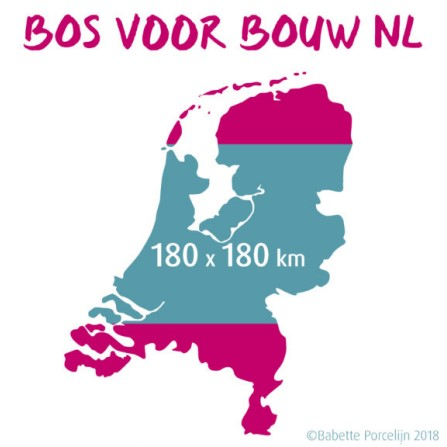 BOS VOOR BOUW NL
180 x 180 km
©Babette Porcelijn 2018